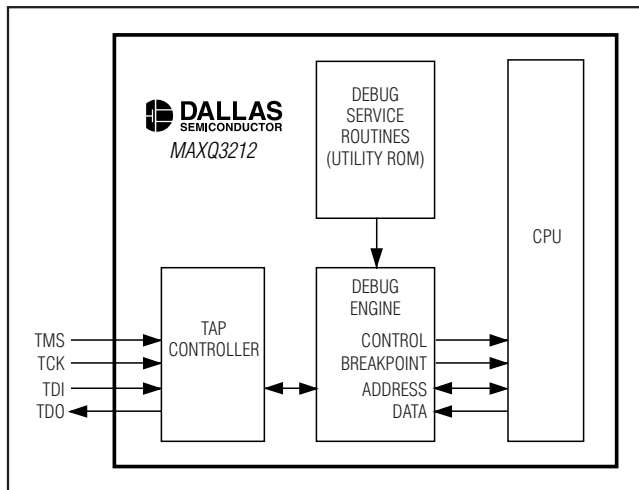 DALLAS
SEMICONDUCTOR
MAXQ3212
DEBUG
SERVICE
ROUTINES
(UTILITY ROM)
CPU
TMS
TCK
TDI
TDO
TAP
CONTROLLER
DEBUG
ENGINE
CONTROL
BREAKPOINT
ADDRESS
DATA